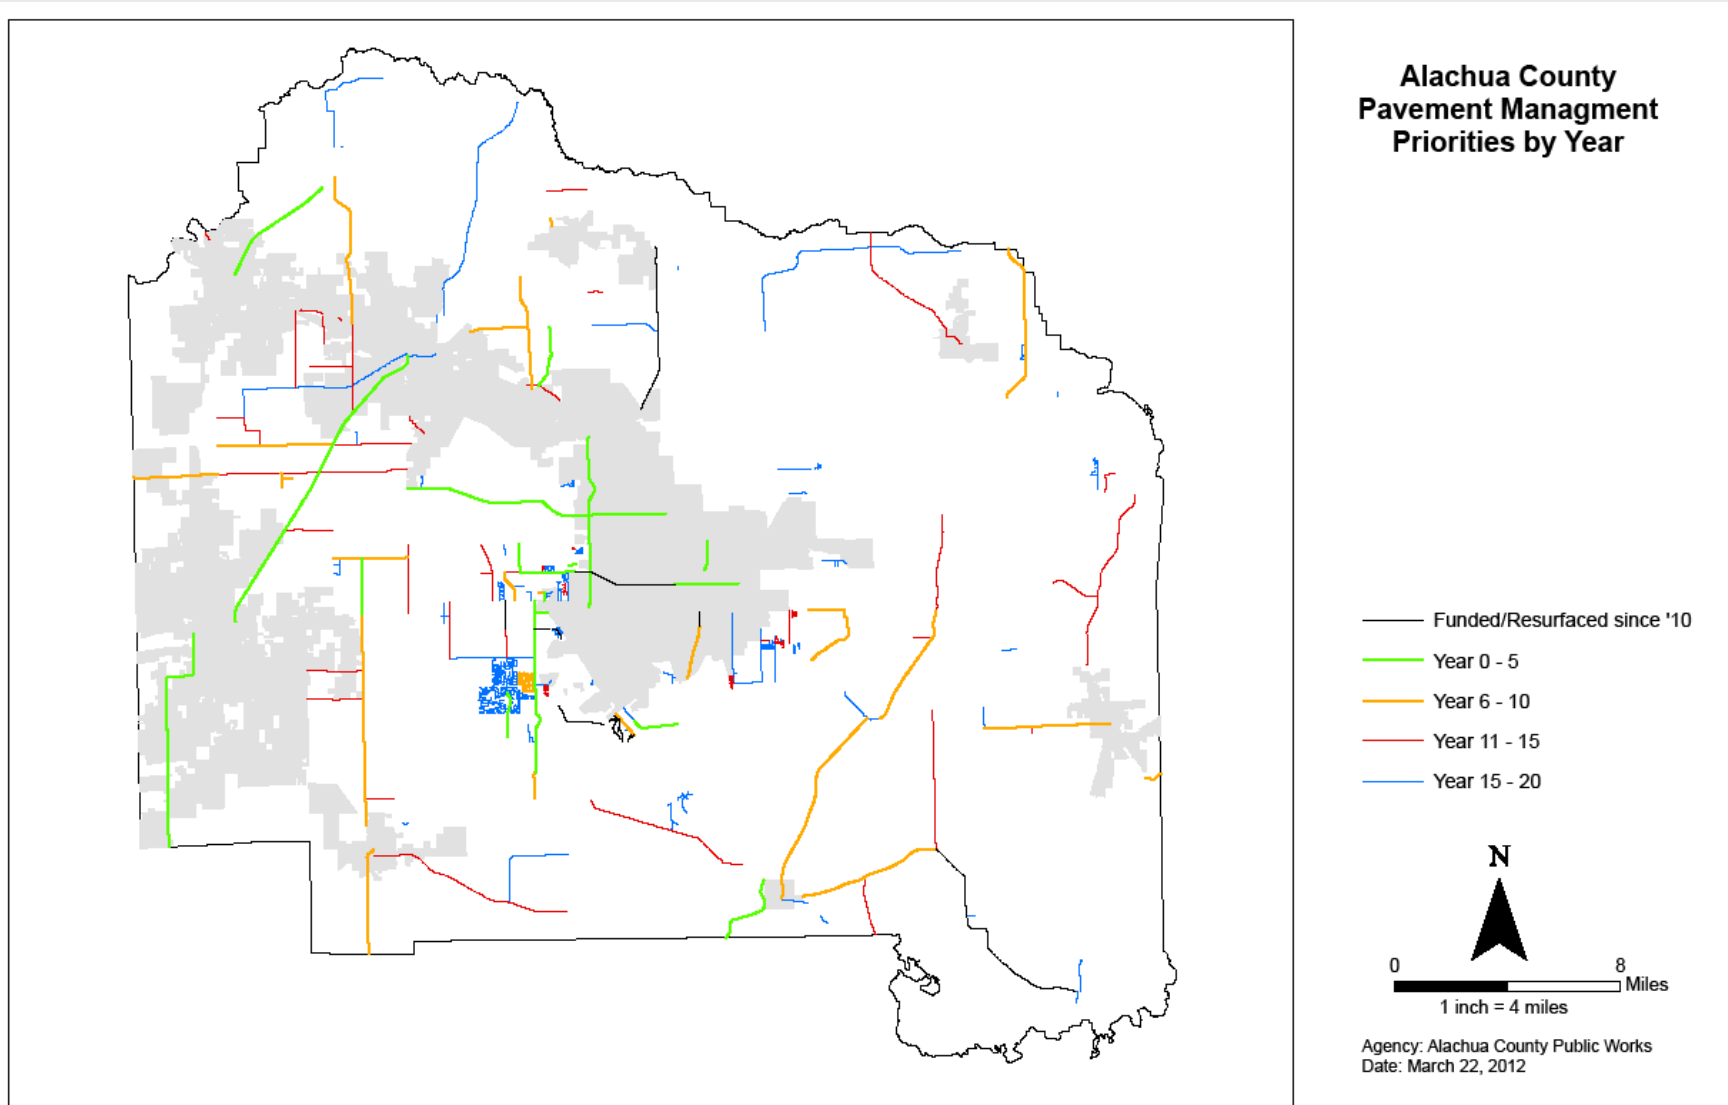 Alachua County
Pavement Managment
Priorities by Year
Funded/Resurfaced since '10
Year 0 - 5
Year 6 - 10
Year 11 - 15
Year 15 - 20
N
0 8
Miles
1 inch = 4 miles
Agency: Alachua County Public Works
Date: March 22, 2012